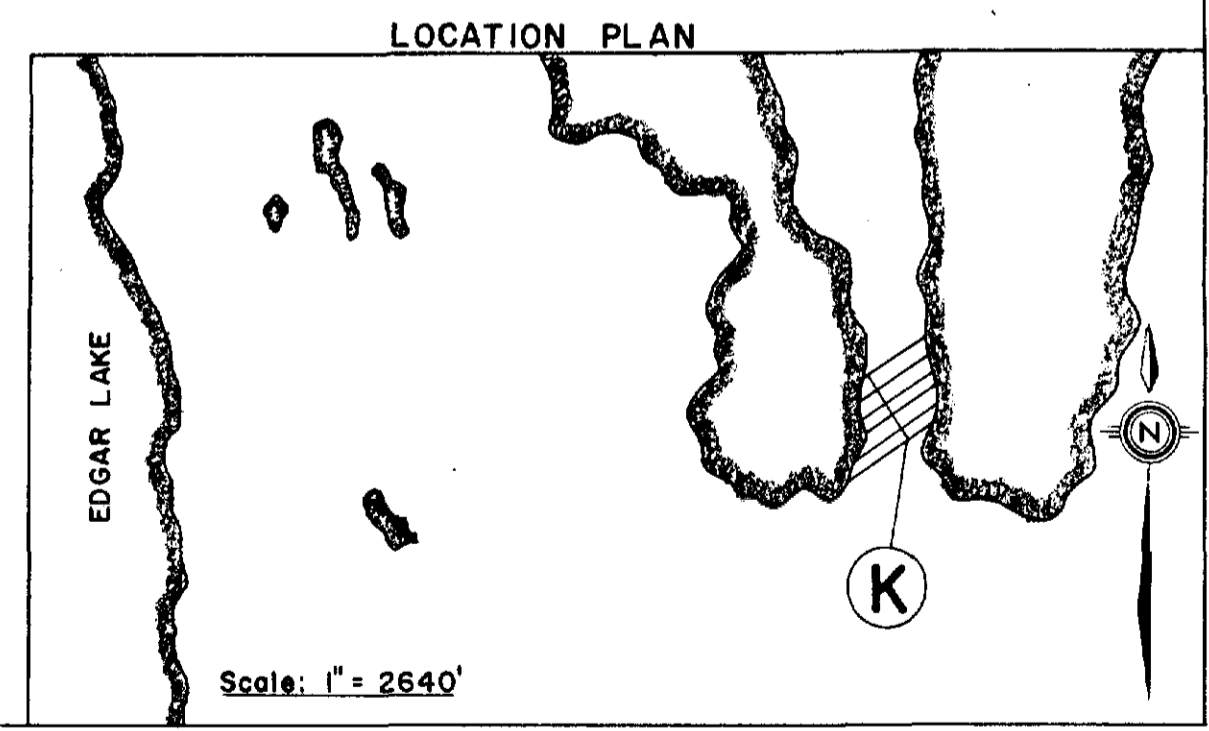 LOCATION PLAN
EDGAR LAKE
N
K
Scale: 1" = 2640'